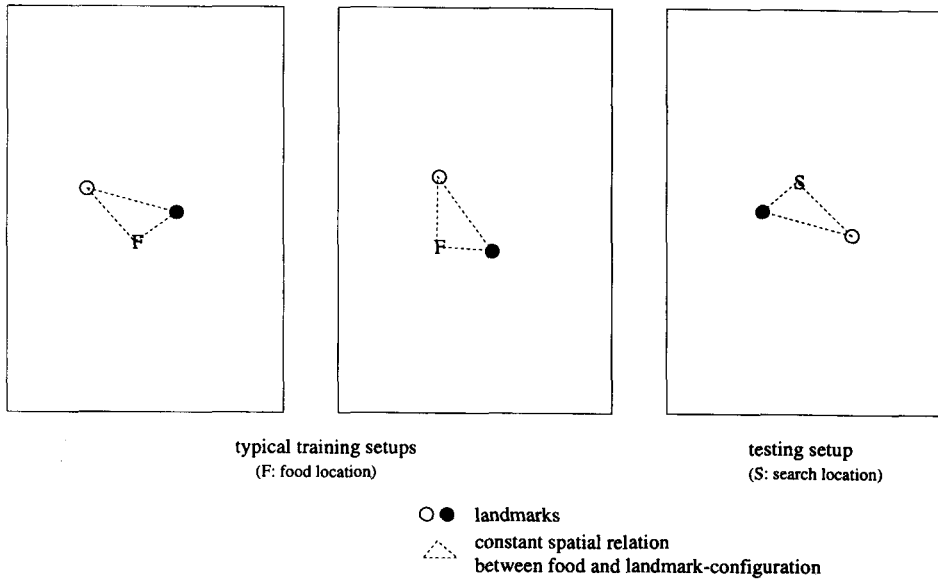 F
F
S
typical training setups
(F: food location)
testing setup
(S: search location)
landmarks
constant spatial relation
between food and landmark-configuration